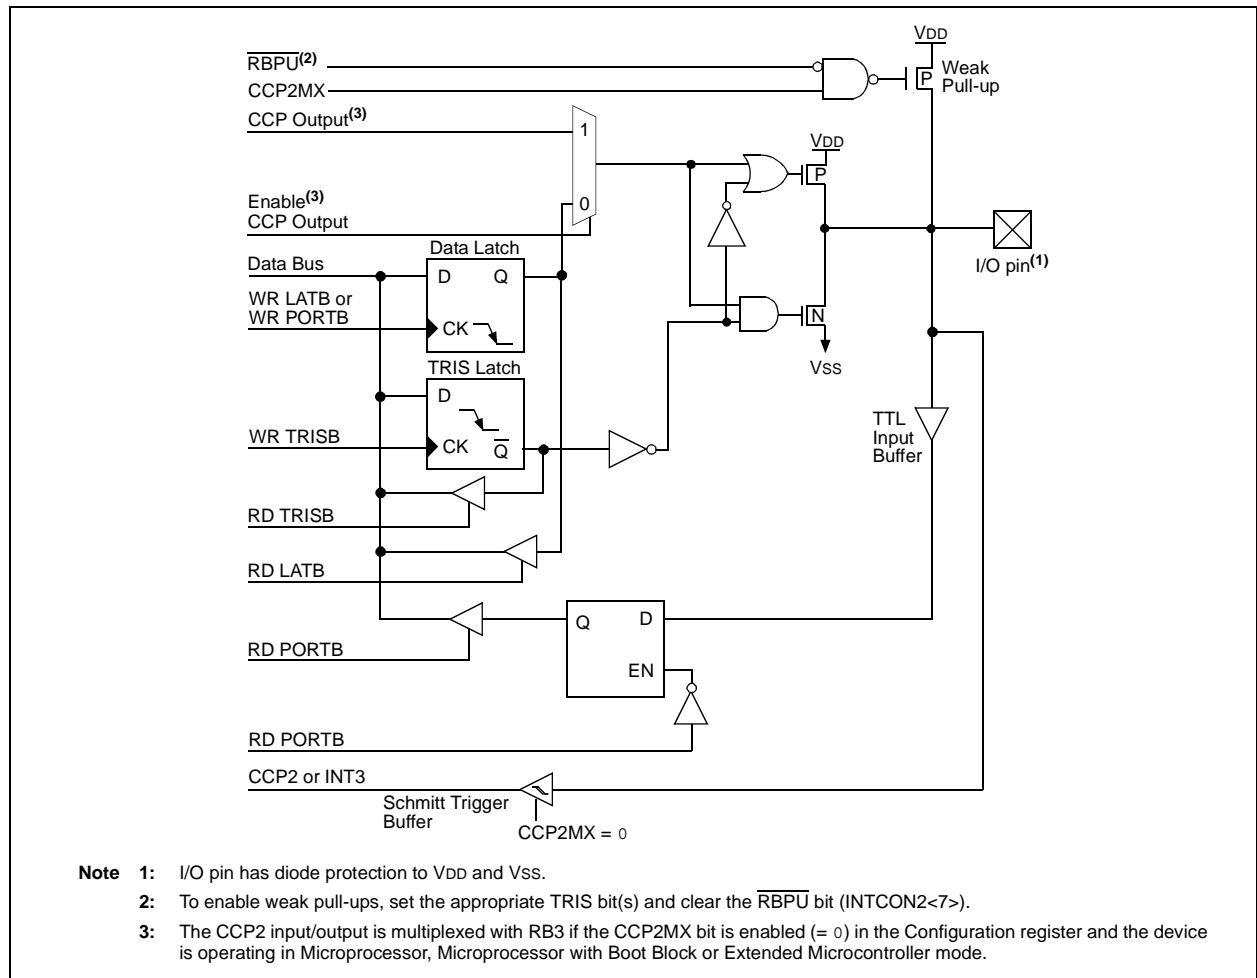 VDD
RBPU(2)
Weak
Pull-up
P
CCP2MX
CCP Output(3)
1
VDD
P
Enable(3)
CCP Output
0
Data Latch
Data Bus
D Q
I/O pin(1)
WR LATB or
WR PORTB
CK
N
VSS
TRIS Latch
D
TTL
Input
Buffer
WR TRISB
CK Q
RD TRISB
RD LATB
Q D
RD PORTB
EN
RD PORTB
CCP2 or INT3
Schmitt Trigger
Buffer
CCP2MX = 0
Note 1: I/O pin has diode protection to VDD and VSS.
2: To enable weak pull-ups, set the appropriate TRIS bit(s) and clear the RBPU bit (INTCON2<7>).
3: The CCP2 input/output is multiplexed with RB3 if the CCP2MX bit is enabled (= 0) in the Configuration register and the device
is operating in Microprocessor, Microprocessor with Boot Block or Extended Microcontroller mode.